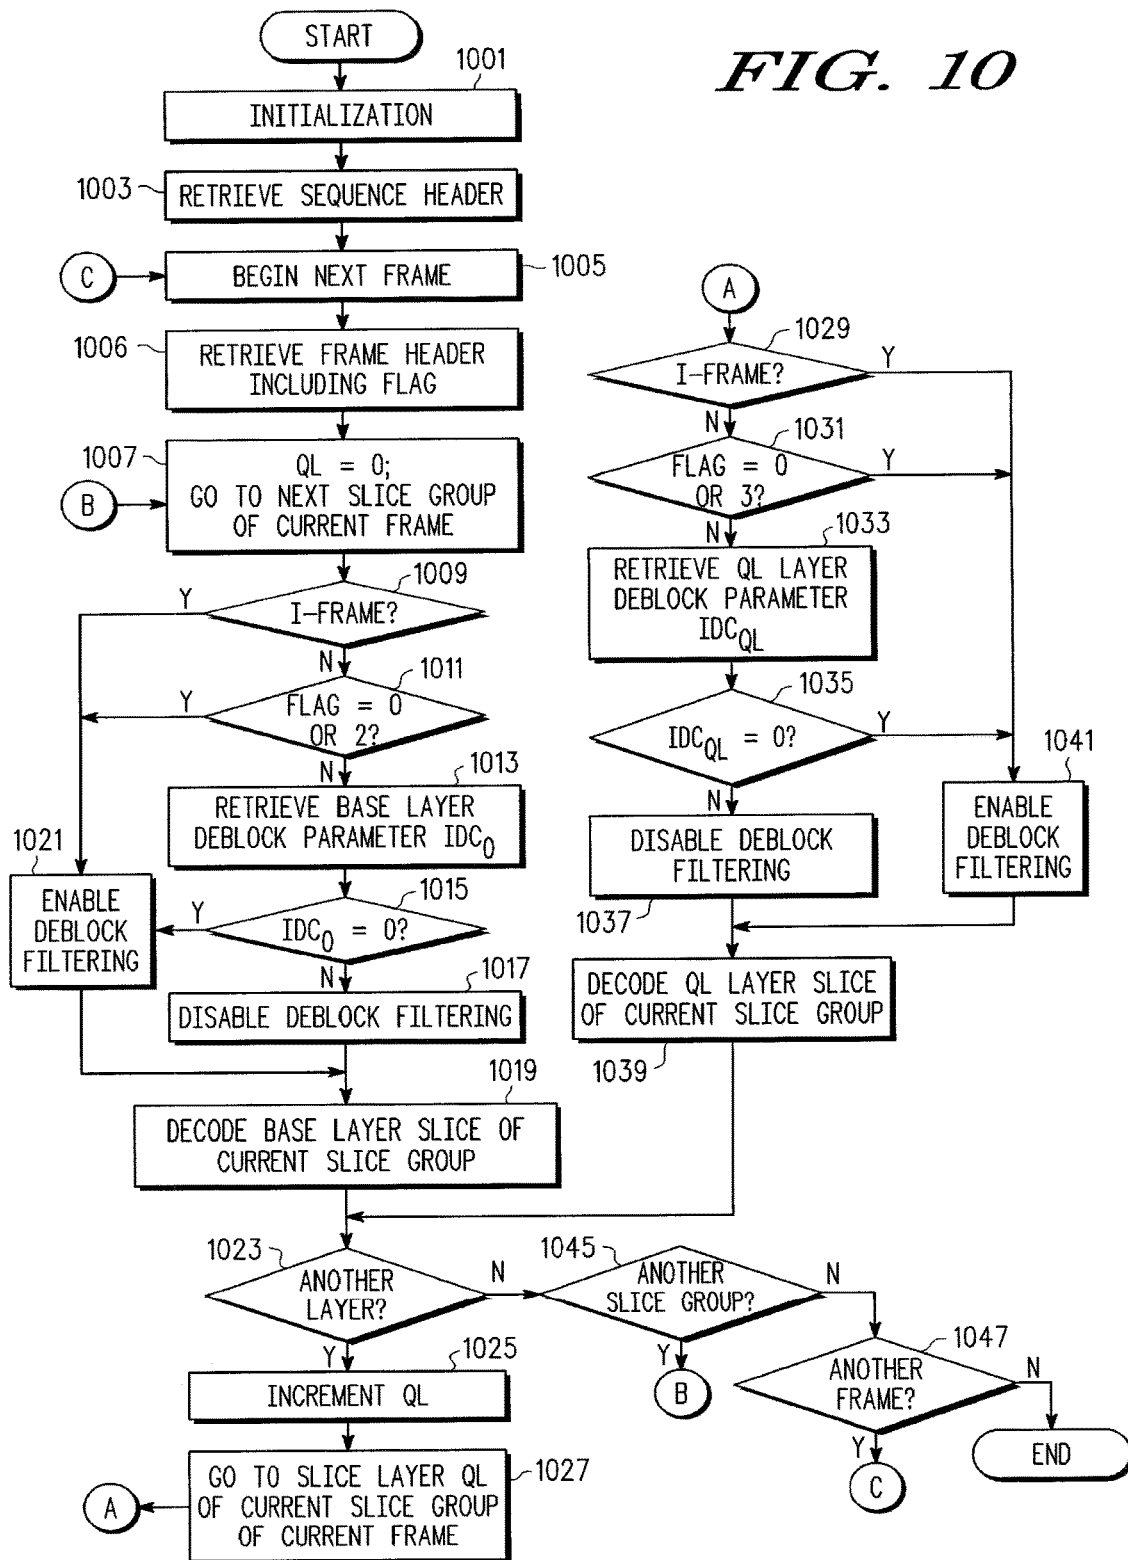 FIG. 10
START
1001
INITIALIZATION
1003
RETRIEVE SEQUENCE HEADER
C
BEGIN NEXT FRAME
1005
1006
RETRIEVE FRAME HEADER
INCLUDING FLAG
1007
B
QL = 0;
GO TO NEXT SLICE GROUP
OF CURRENT FRAME
1009
Y
I-FRAME?
N
1011
Y
FLAG = 0
OR 2?
N
1013
RETRIEVE BASE LAYER
DEBLOCK PARAMETER IDC0
1021
ENABLE
DEBLOCK
FILTERING
1015
Y
IDC0 = 0?
N
1017
DISABLE DEBLOCK FILTERING
1019
DECODE BASE LAYER SLICE OF
CURRENT SLICE GROUP
1023
ANOTHER
LAYER?
N
Y
1025
INCREMENT QL
1027
GO TO SLICE LAYER QL
OF CURRENT SLICE GROUP
OF CURRENT FRAME
A
A
1029
I-FRAME?
Y
N
1031
FLAG = 0
OR 3?
Y
N
1033
RETRIEVE QL LAYER
DEBLOCK PARAMETER
IDCQL
1035
IDCQL = 0?
Y
N
1041
ENABLE
DEBLOCK
FILTERING
DISABLE DEBLOCK
FILTERING
1037
DECODE QL LAYER SLICE
OF CURRENT SLICE GROUP
1039
1045
ANOTHER
SLICE GROUP?
N
Y
B
1047
ANOTHER
FRAME?
N
Y
C
END